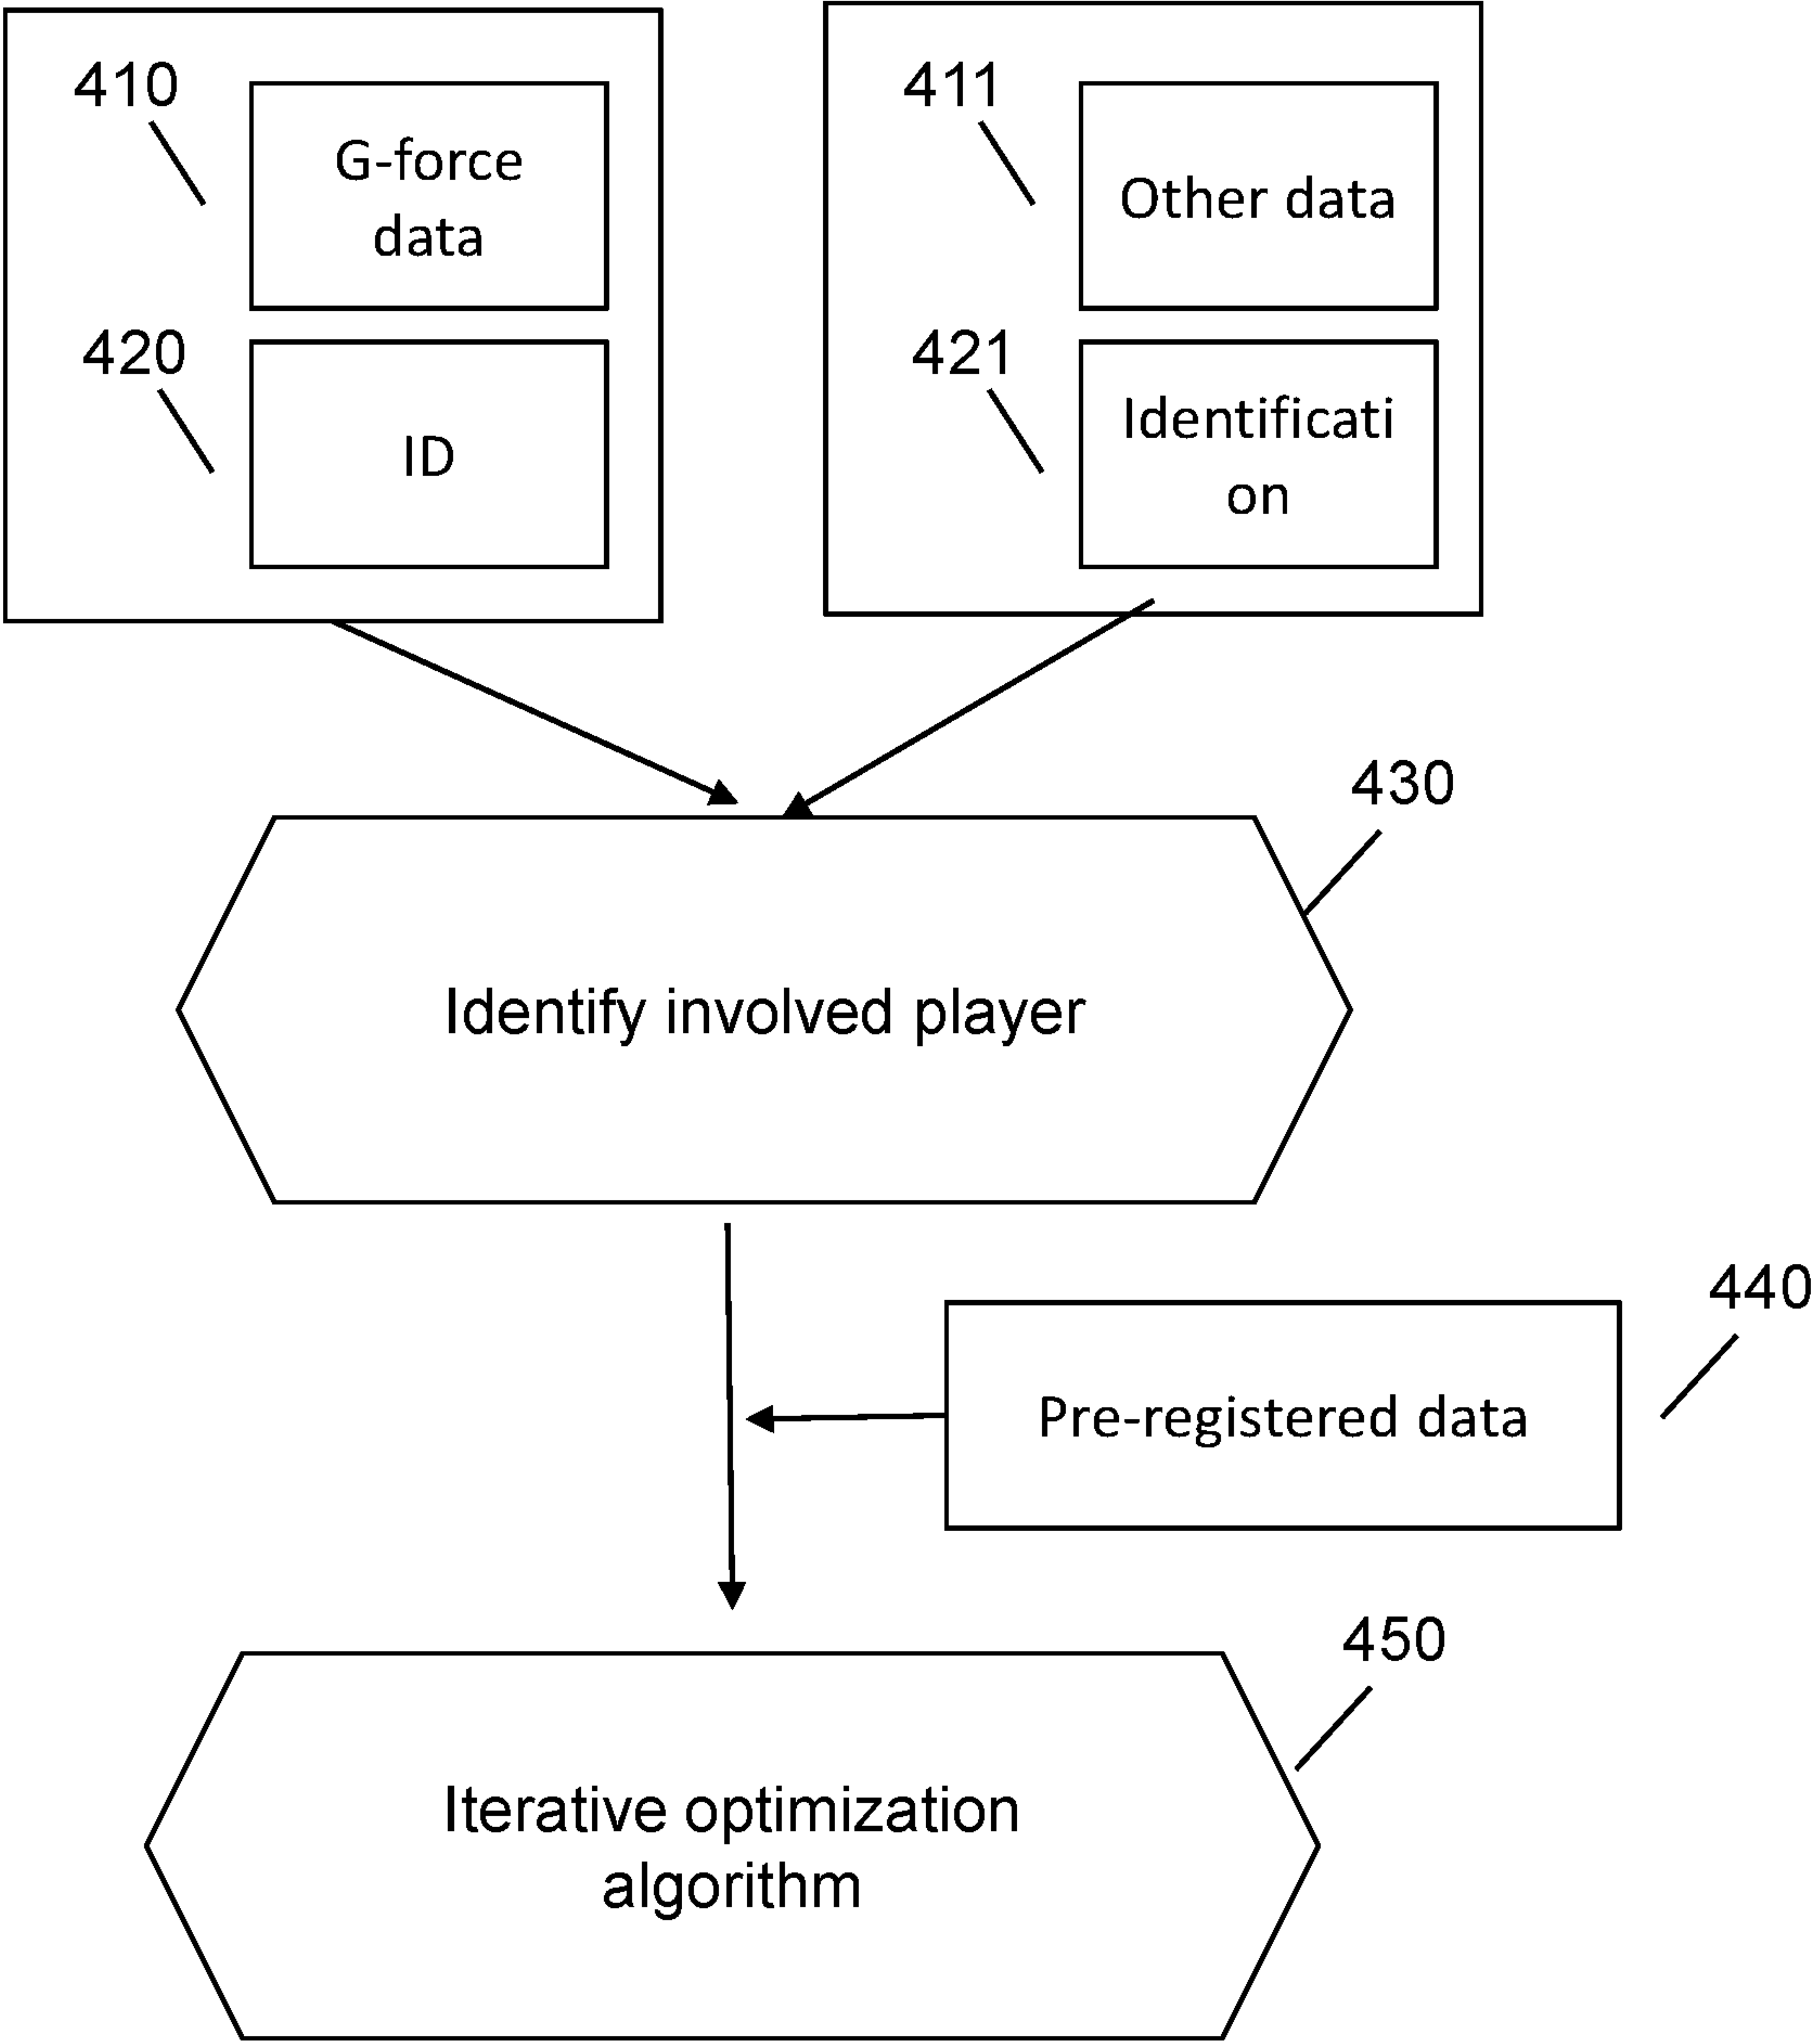 410
G-force
data
420
ID
411
Other data
421
Identificati
on
430
Identify involved player
440
Pre-registered data
450
Iterative optimization
algorithm